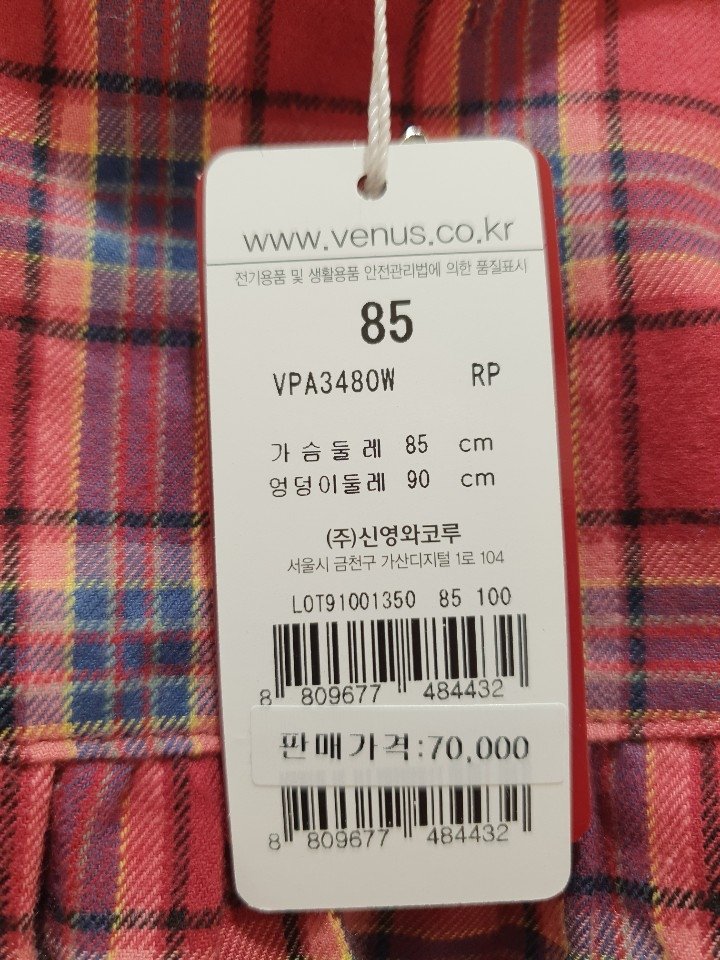 www.venus.co.kr
전기용품 및 생활용품 안전관리법에 의한 품질표시
85
VPA3480W RP
가슴둘레 85 cm
엉덩이둘레 90 cm
(주)신영와코루
서울시 금천구 가산디지털 1로 104
LOT91001350 85 100
8 809677 484432
판매가격:70,000
8 809677 484432